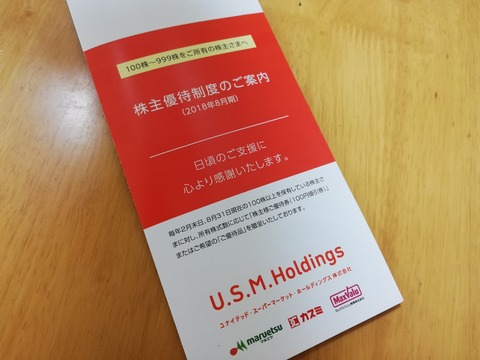 100株～999株をご所有の株主さまへ
株主優待制度のご案内
(2018年8月期)
日頃のご支援に
心より感謝いたします。
毎年2月末日、8月31日現在の100株以上を保有している株主さ
まに対し、所有株式数に応じて「株主様ご優待券(100円値引券)」
またはご希望の「ご優待品」を贈呈いたしております。
U.S.M.Holdings
ユナイテッド・スーパーマーケット・ホールディングス 株式会社
maruetsu
マルエツ
カスミ
MaxValu